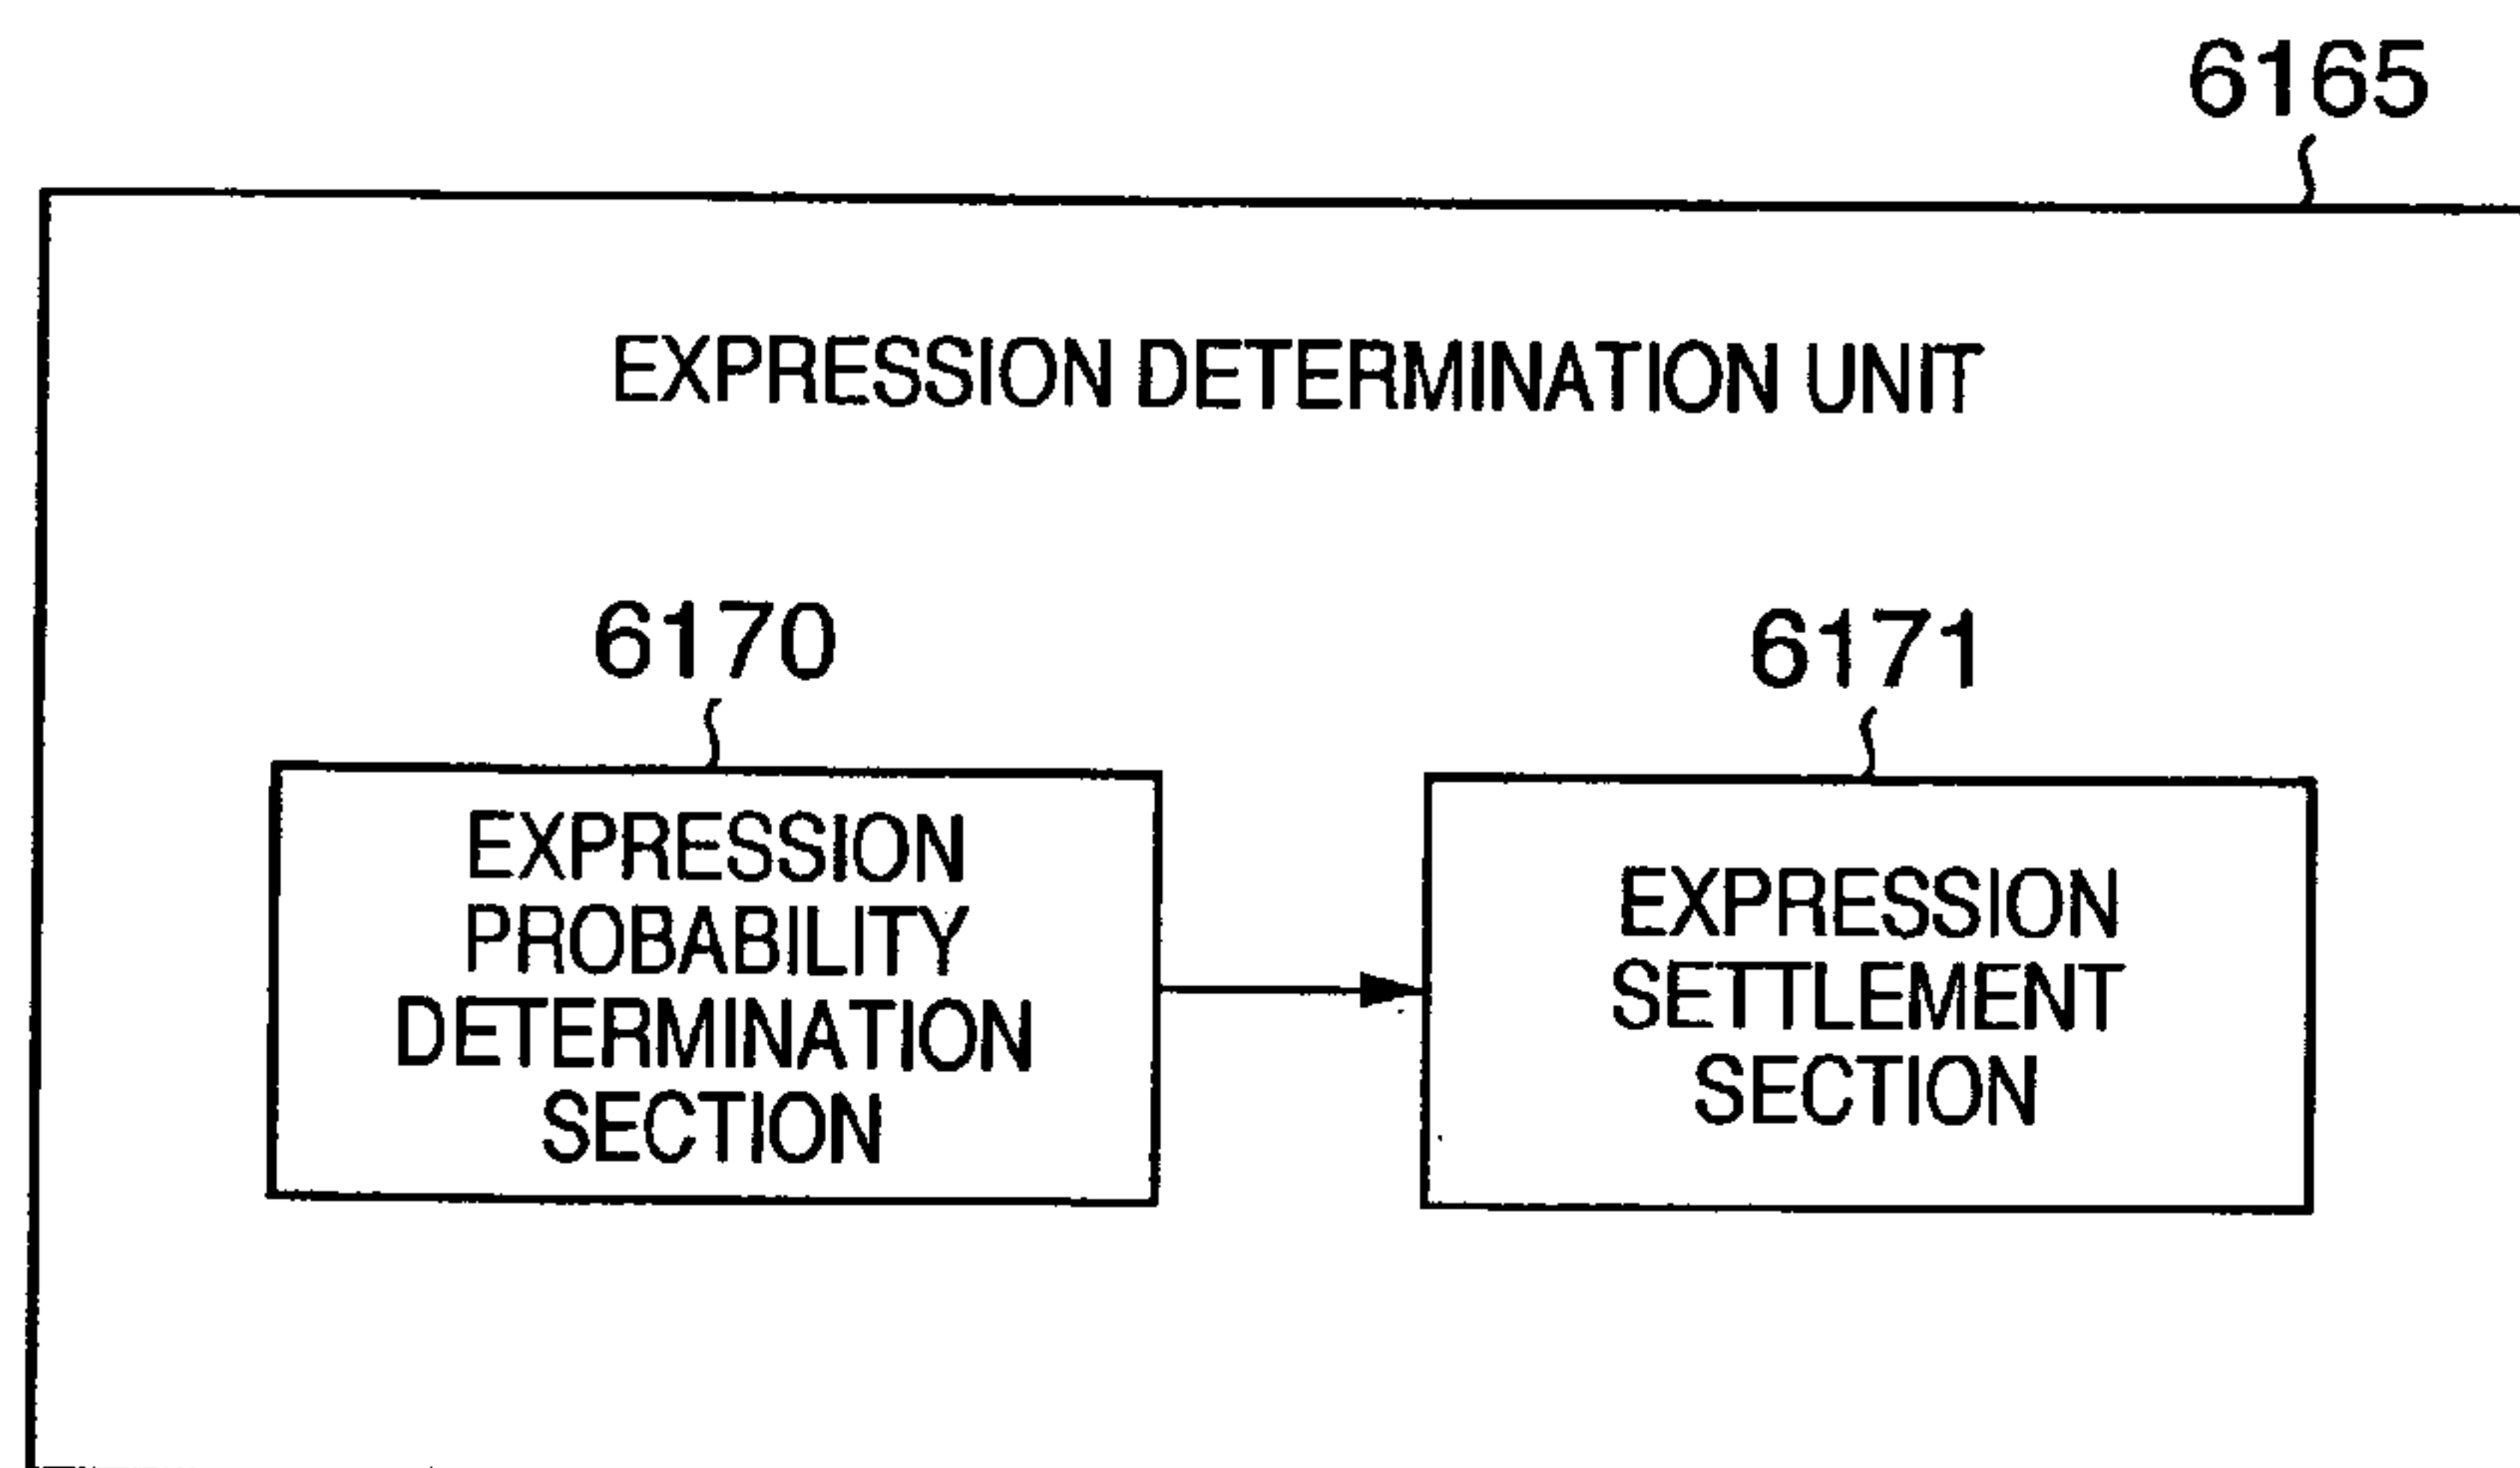 6165
EXPRESSION DETERMINATION UNIT
6170
6171
EXPRESSION
PROBABILITY
DETERMINATION
SECTION
EXPRESSION
SETTLEMENT
SECTION